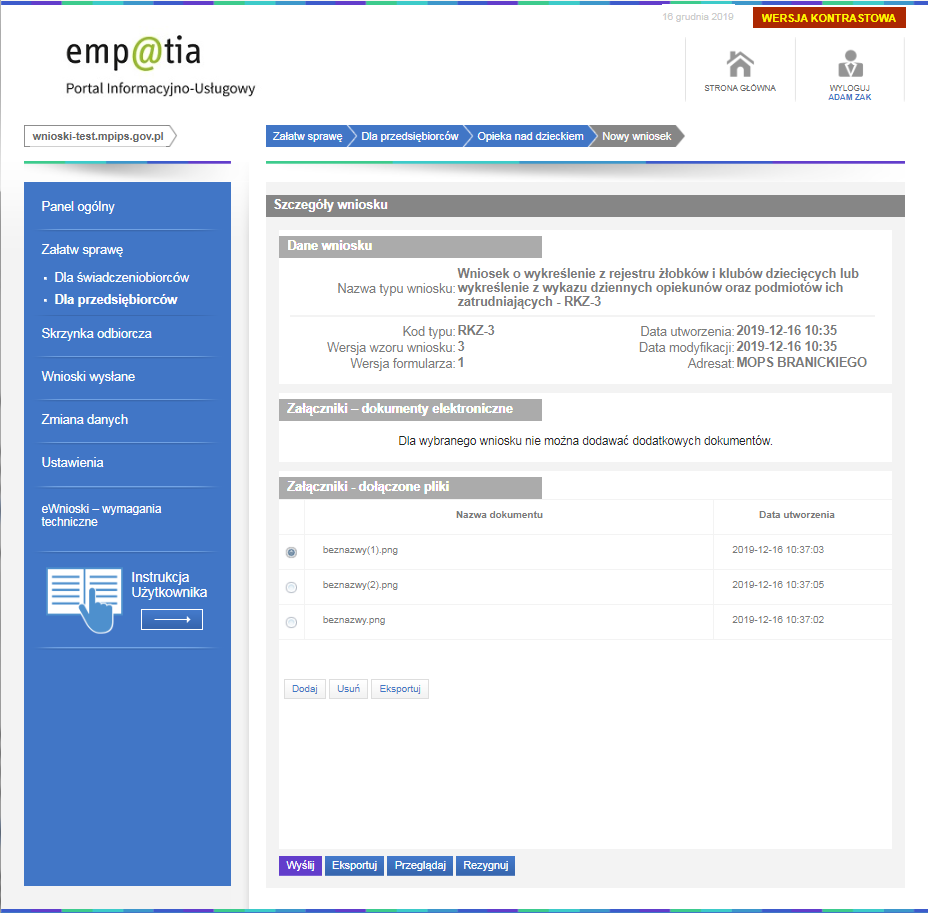 16 grudnia 2019
WERSJA KONTRASTOWA
emp@tia
Portal Informacyjno-Usługowy
STRONA GŁÓWNA
WYLOGUJ
ADAM ZAK
wnioski-test.mpips.gov.pl
Załatw sprawę
Dla przedsiębiorców
Opieka nad dzieckiem
Nowy wniosek
Panel ogólny
Załatw sprawę
Dla świadczeniobiorców
Dla przedsiębiorców
Skrzynka odbiorcza
Wnioski wysłane
Zmiana danych
Ustawienia
eWnioski – wymagania
techniczne
Instrukcja
Użytkownika
Szczegóły wniosku
Dane wniosku
Nazwa typu wniosku:
Wniosek o wykreślenie z rejestru żłobków i klubów dziecięcych lub
wykreślenie z wykazu dziennych opiekunów oraz podmiotów ich
zatrudniających - RKZ-3
Kod typu: RKZ-3
Data utworzenia: 2019-12-16 10:35
Wersja wzoru wniosku: 3
Data modyfikacji: 2019-12-16 10:35
Wersja formularza: 1
Adresat: MOPS BRANICKIEGO
Załączniki – dokumenty elektroniczne
Dla wybranego wniosku nie można dodawać dodatkowych dokumentów.
Załączniki - dołączone pliki
Nazwa dokumentu
Data utworzenia
beznazwy(1).png
2019-12-16 10:37:03
beznazwy(2).png
2019-12-16 10:37:05
beznazwy.png
2019-12-16 10:37:02
Dodaj
Usuń
Eksportuj
Wyślij
Eksportuj
Przeglądaj
Rezygnuj